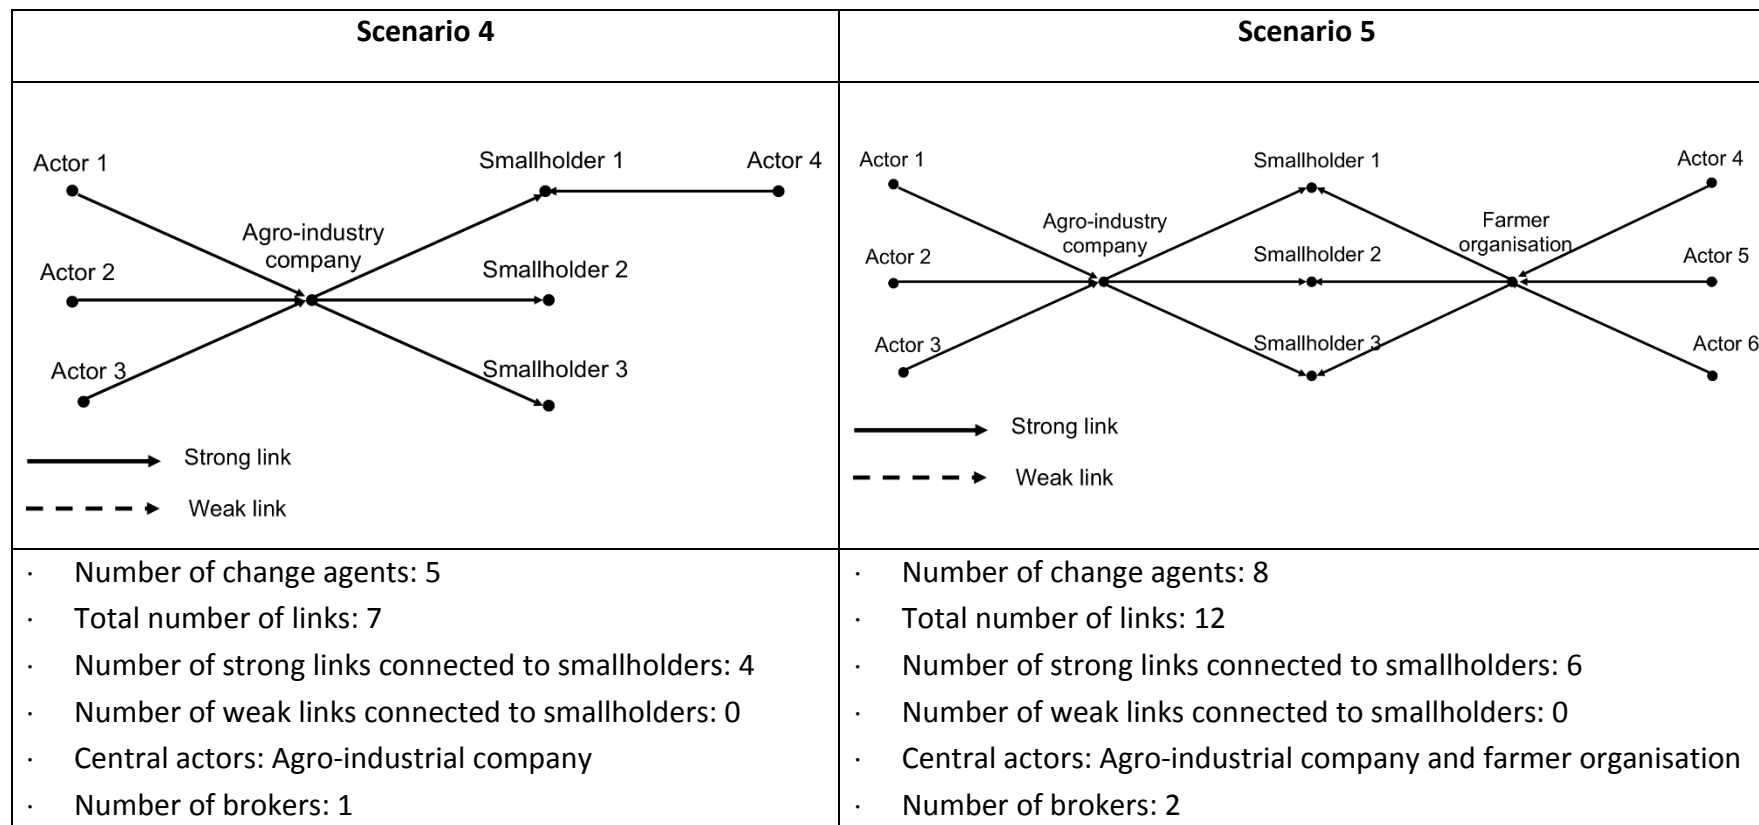 Scenario 4
Scenario 5
Actor 1
Smallholder 1
Actor 4
Agro-industry
company
Actor 2
Smallholder 2
Actor 3
Smallholder 3
Strong link
Weak link
Actor 1
Smallholder 1
Actor 4
Agro-industry
company
Farmer
organisation
Actor 2
Smallholder 2
Actor 5
Actor 3
Smallholder 3
Actor 6
Strong link
Weak link
· Number of change agents: 5
· Total number of links: 7
· Number of strong links connected to smallholders: 4
· Number of weak links connected to smallholders: 0
· Central actors: Agro-industrial company
· Number of brokers: 1
· Number of change agents: 8
· Total number of links: 12
· Number of strong links connected to smallholders: 6
· Number of weak links connected to smallholders: 0
· Central actors: Agro-industrial company and farmer organisation
· Number of brokers: 2